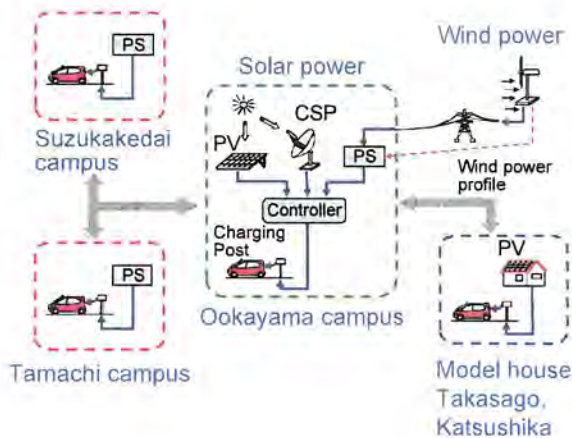 PS
Suzukakedai
campus
PS
Tamachi campus
Solar power
CSP
PV
PS
Controller
Charging
Post
Ookayama campus
Wind power
Wind power
profile
PV
Model house
Takasago,
Katsushika